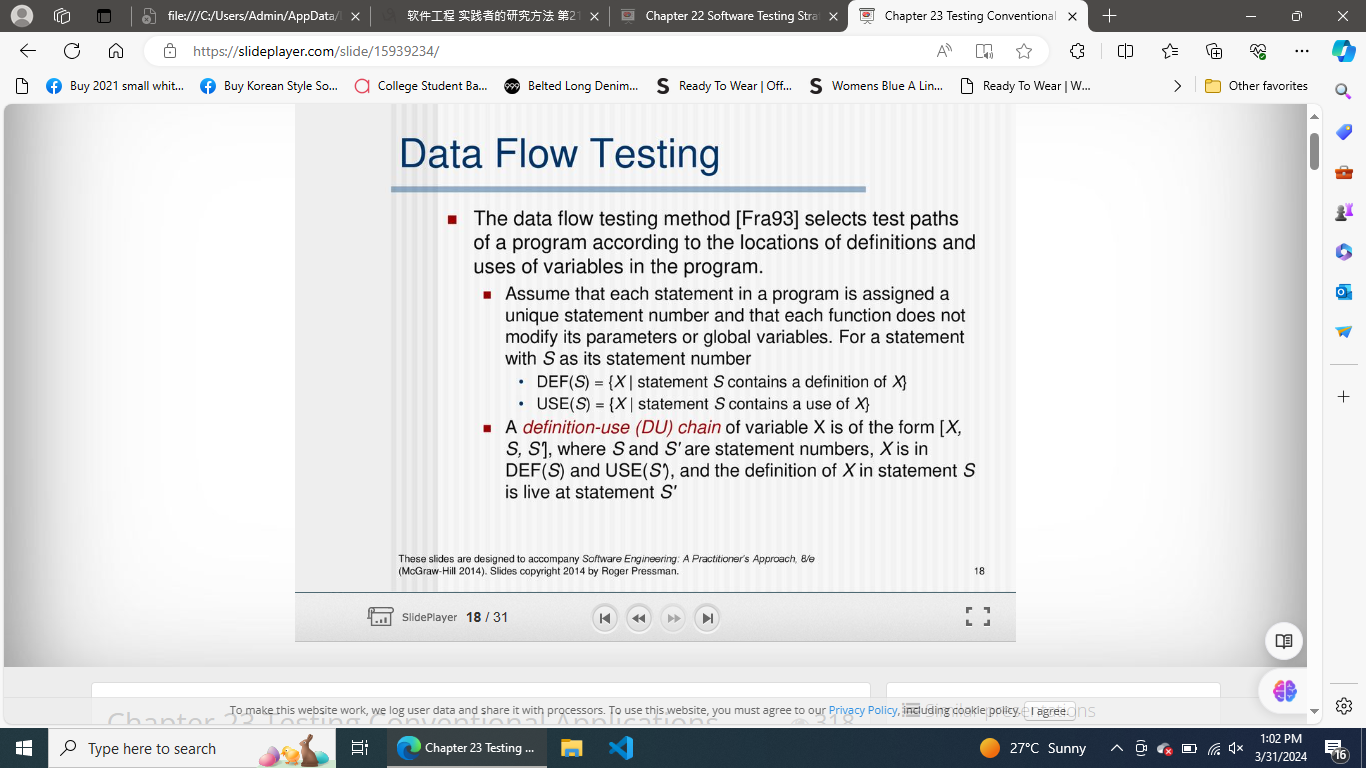 file:///C:/Users/Admin/AppData/
软件工程 实践者的研究方法 第21
Chapter 22 Software Testing Stra
Chapter 23 Testing Conventional
https://slideplayer.com/slide/15939234/
Buy 2021 small whit...
Buy Korean Style So...
College Student Ba...
Belted Long Denim...
Ready To Wear | Off...
Womens Blue A Lin...
Ready To Wear | W...
Other favorites
Data Flow Testing
The data flow testing method [Fra93] selects test paths
of a program according to the locations of definitions and
uses of variables in the program.
Assume that each statement in a program is assigned a
unique statement number and that each function does not
modify its parameters or global variables. For a statement
with S as its statement number
• DEF(S) = {X | statement S contains a definition of X}
• USE(S) = {X | statement S contains a use of X}
A definition-use (DU) chain of variable X is of the form [X,
S, S'], where S and S' are statement numbers, X is in
DEF(S) and USE(S'), and the definition of X in statement S
is live at statement S'
These slides are designed to accompany Software Engineering: A Practitioner's Approach, 8/e
(McGraw-Hill 2014). Slides copyright 2014 by Roger Pressman.
18
SlidePlayer 18 / 31
Chapter 23 Testing Conventional Applications
318
Similar presentations
To make this website work, we log user data and share it with processors. To use this website, you must agree to our Privacy Policy, including cookie policy.
I agree.
Type here to search
Chapter 23 Testing ...
27°C Sunny
1:02 PM
3/31/2024
16